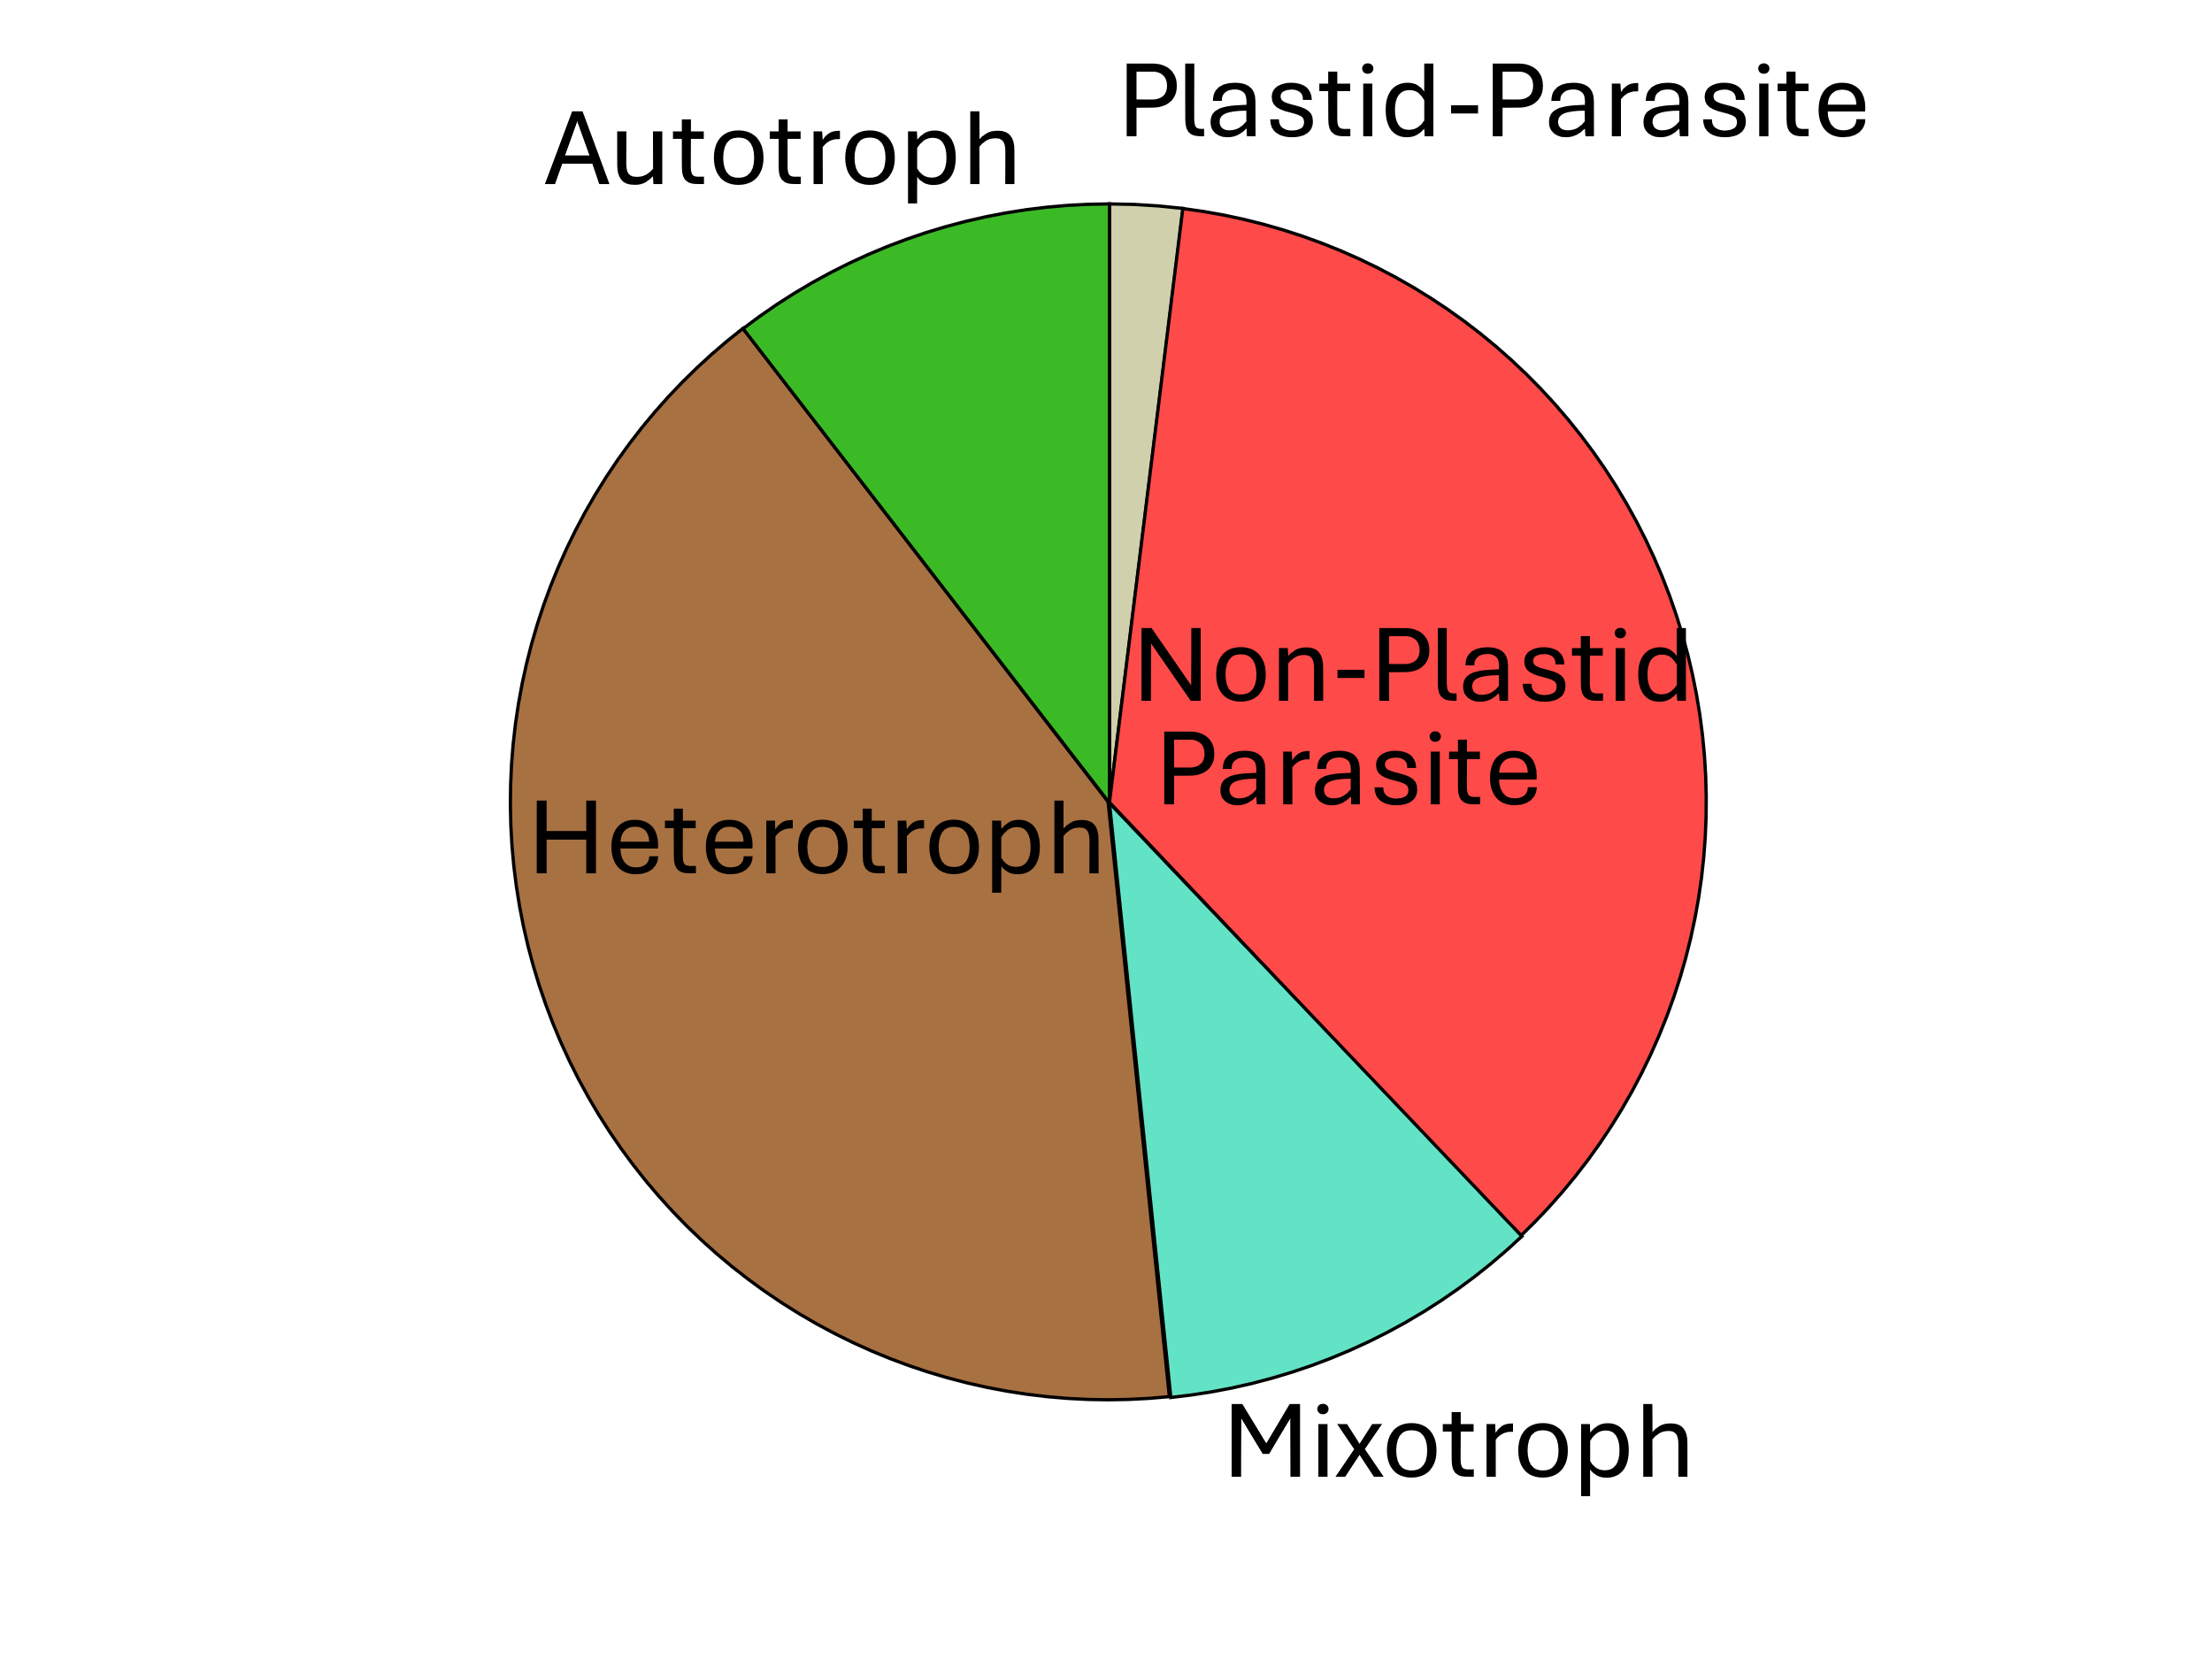 Plastid-Parasite
Autotroph
Non-Plastid
Parasite
Heterotroph
Mixotroph